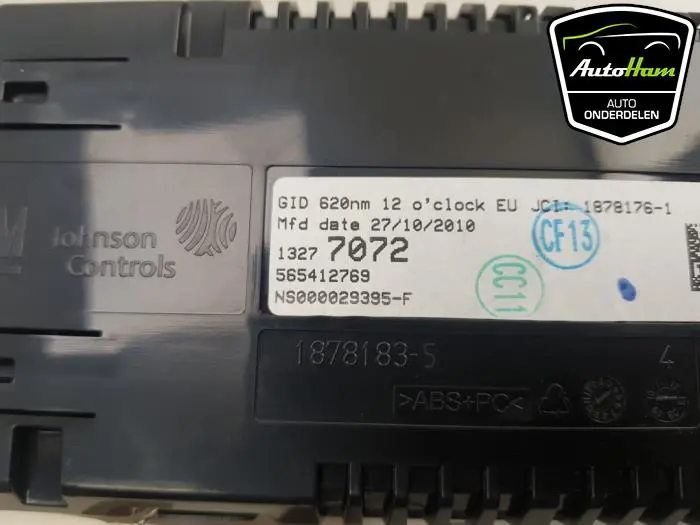 AutoHam
AUTO
ONDERDELEN
GID 620nm 12 o'clock EU JCI: 1878176-1
Mfd date 27/10/2010
1327 7072
565412769
NS000029395-F
CF13
CC11
Johnson
Controls
1878183-5
4
>ABS+PC<